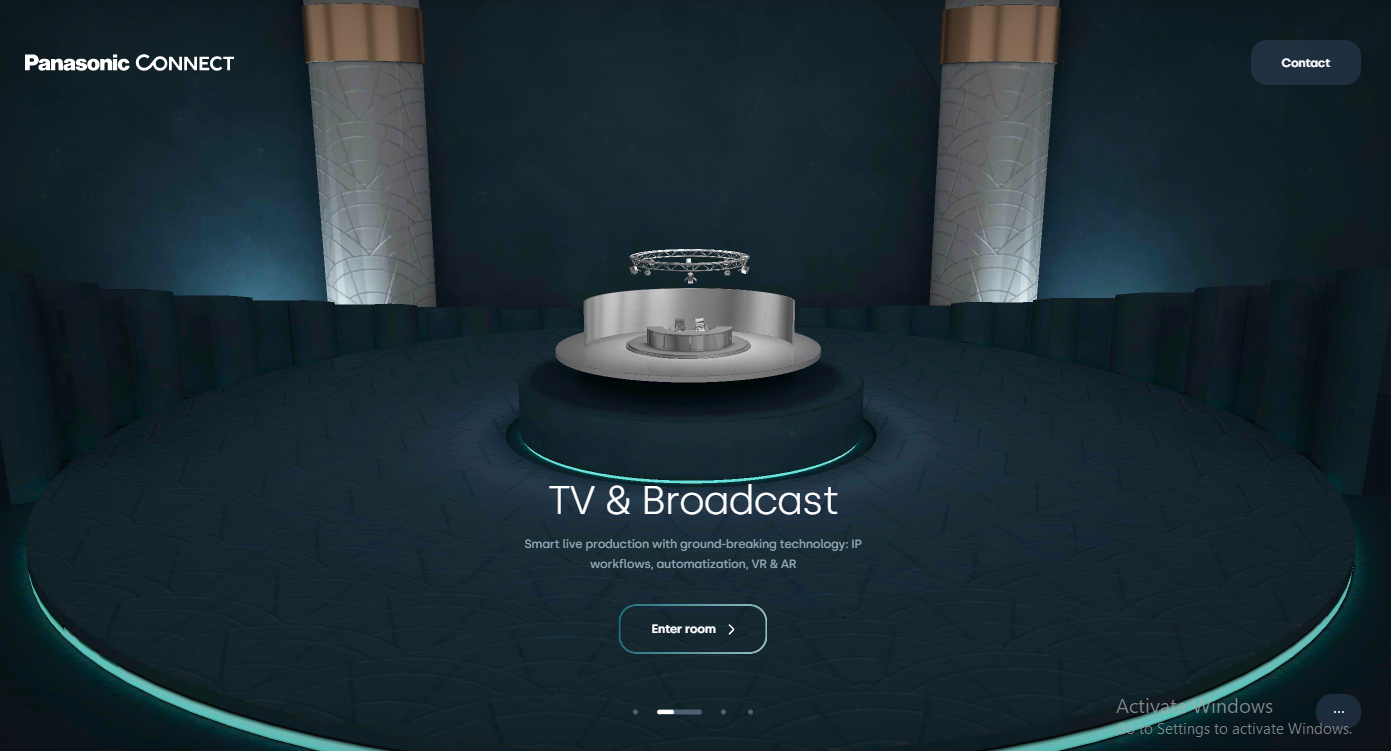 Panasonic CONNECT
Contact
TV & Broadcast
Smart live production with ground-breaking technology: IP
workflows, automatization, VR & AR
Enter room
Activate Windows
Go to Settings to activate Windows.